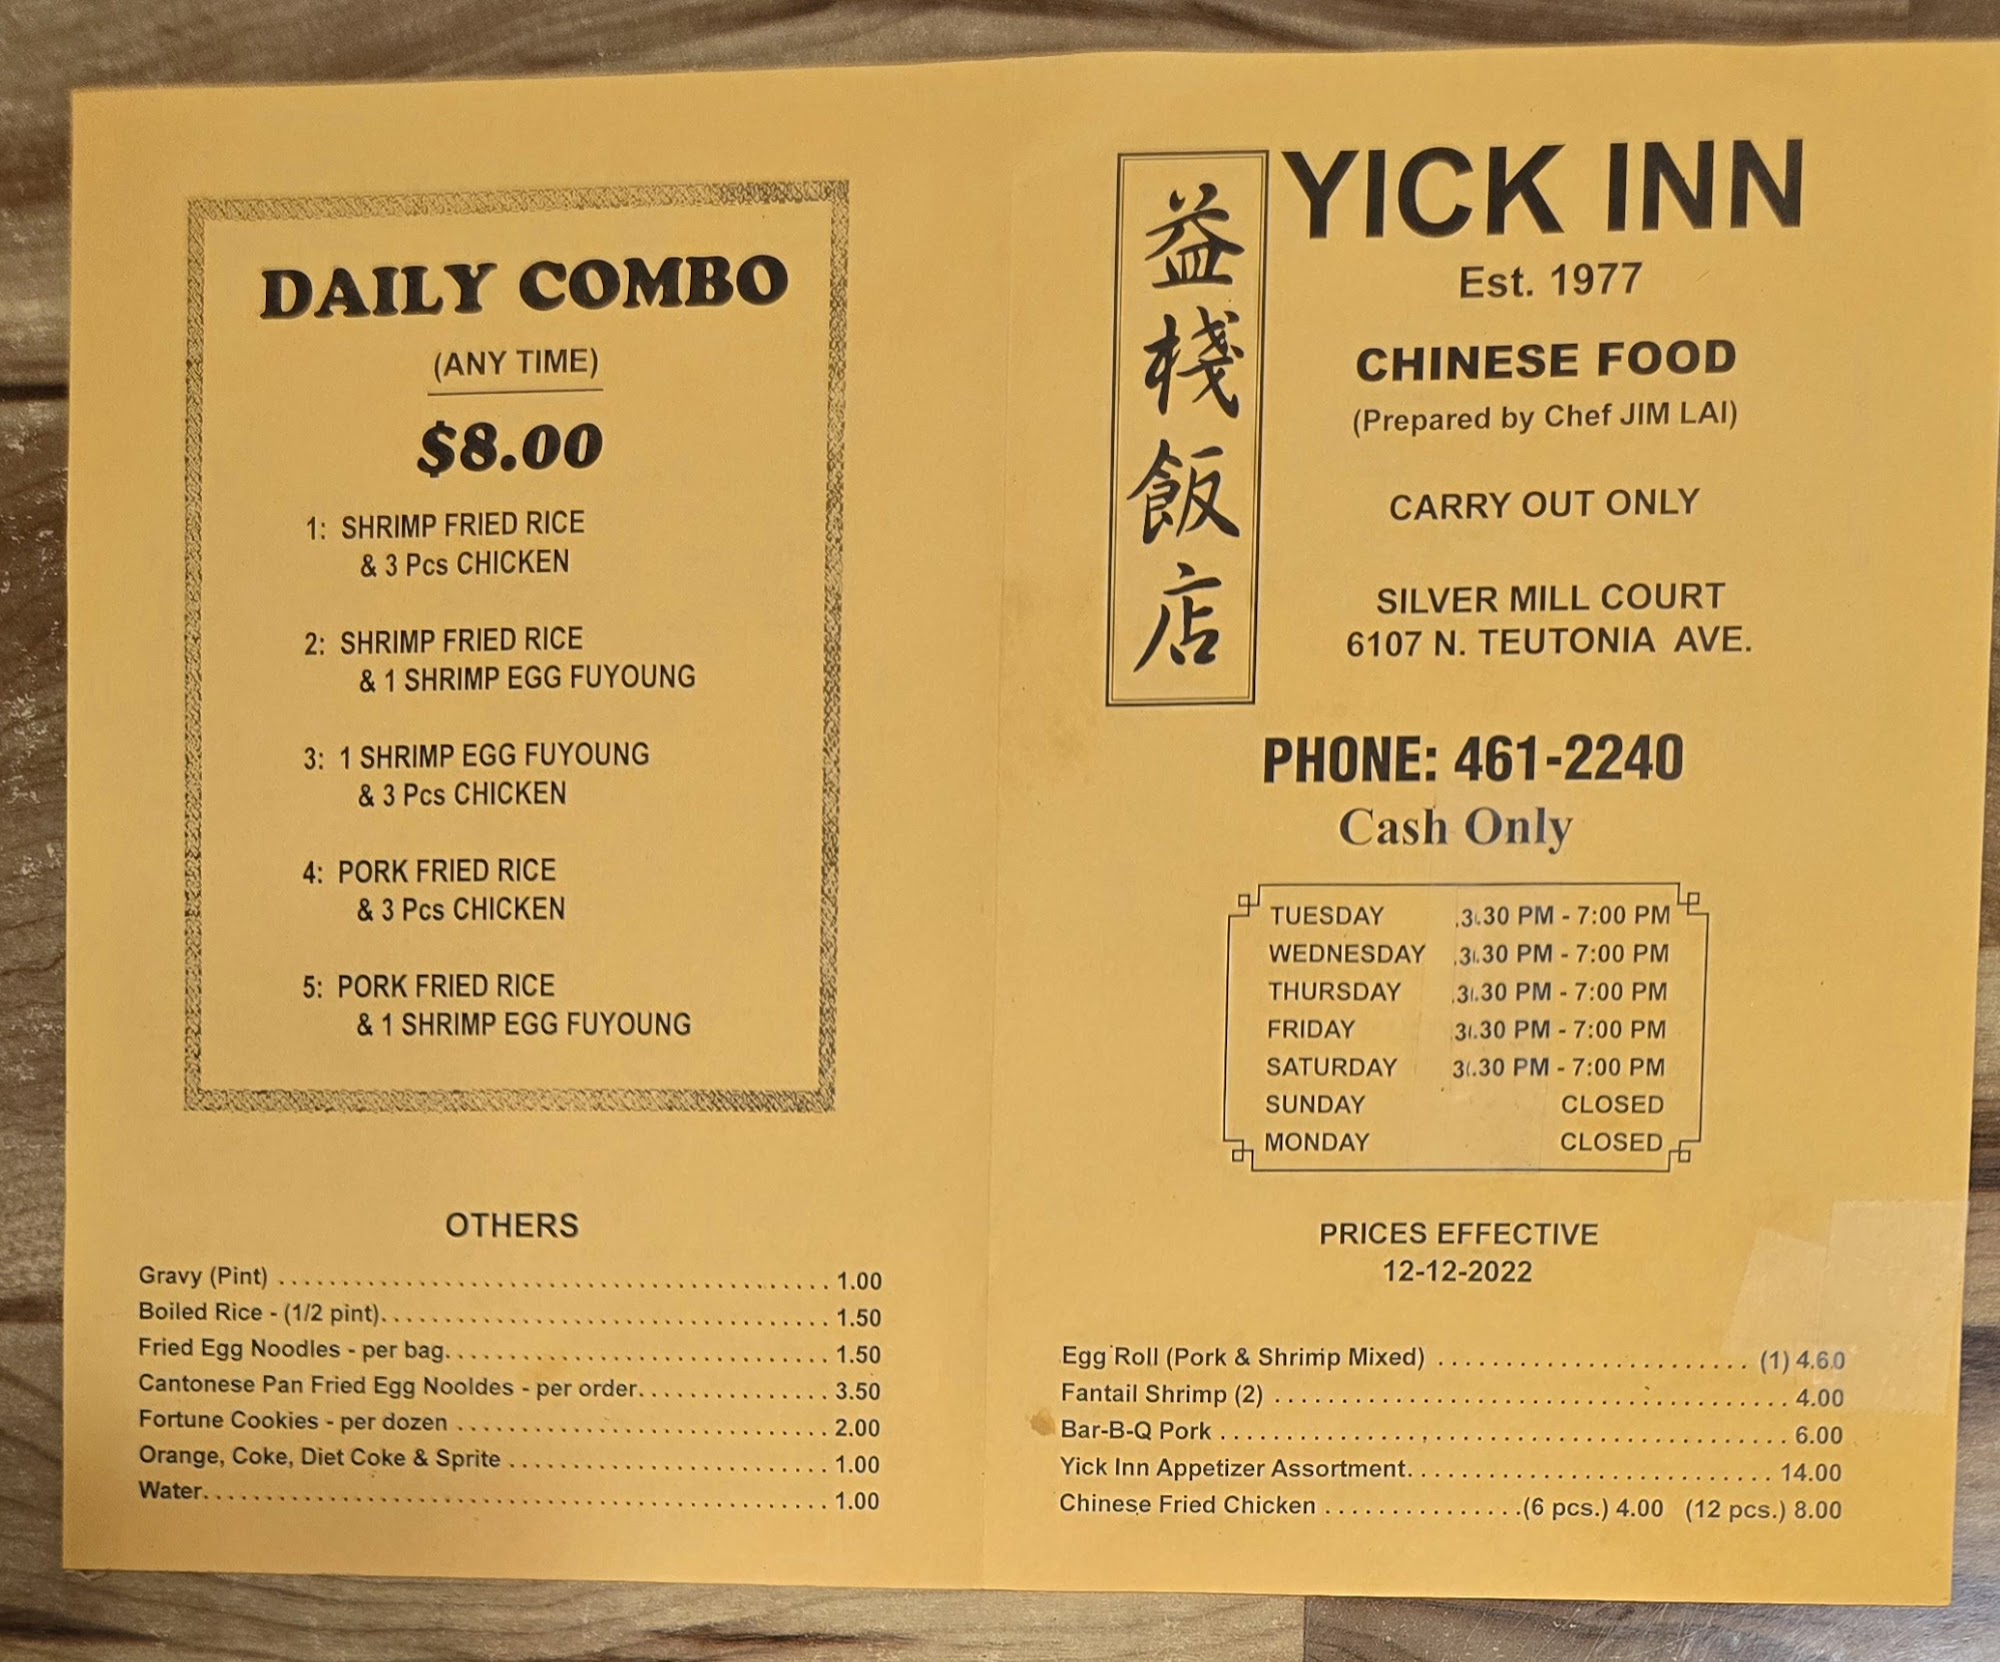 DAILY COMBO
(ANY TIME)
$8.00
1: SHRIMP FRIED RICE
& 3 Pcs CHICKEN
2: SHRIMP FRIED RICE
& 1 SHRIMP EGG FUYOUNG
3: 1 SHRIMP EGG FUYOUNG
& 3 Pcs CHICKEN
4: PORK FRIED RICE
& 3 Pcs CHICKEN
5: PORK FRIED RICE
& 1 SHRIMP EGG FUYOUNG
OTHERS
Gravy (Pint) 1.00
Boiled Rice - (1/2 pint) 1.50
Fried Egg Noodles - per bag 1.50
Cantonese Pan Fried Egg Nooldes - per order 3.50
Fortune Cookies - per dozen 2.00
Orange, Coke, Diet Coke & Sprite 1.00
Water 1.00
益棧飯店
YICK INN
Est. 1977
CHINESE FOOD
(Prepared by Chef JIM LAI)
CARRY OUT ONLY
SILVER MILL COURT
6107 N. TEUTONIA AVE.
PHONE: 461-2240
Cash Only
TUESDAY 3:30 PM - 7:00 PM
WEDNESDAY 3:30 PM - 7:00 PM
THURSDAY 3:30 PM - 7:00 PM
FRIDAY 3:30 PM - 7:00 PM
SATURDAY 3:30 PM - 7:00 PM
SUNDAY CLOSED
MONDAY CLOSED
PRICES EFFECTIVE
12-12-2022
Egg Roll (Pork & Shrimp Mixed) (1) 4.60
Fantail Shrimp (2) 4.00
Bar-B-Q Pork 6.00
Yick Inn Appetizer Assortment 14.00
Chinese Fried Chicken (6 pcs.) 4.00 (12 pcs.) 8.00